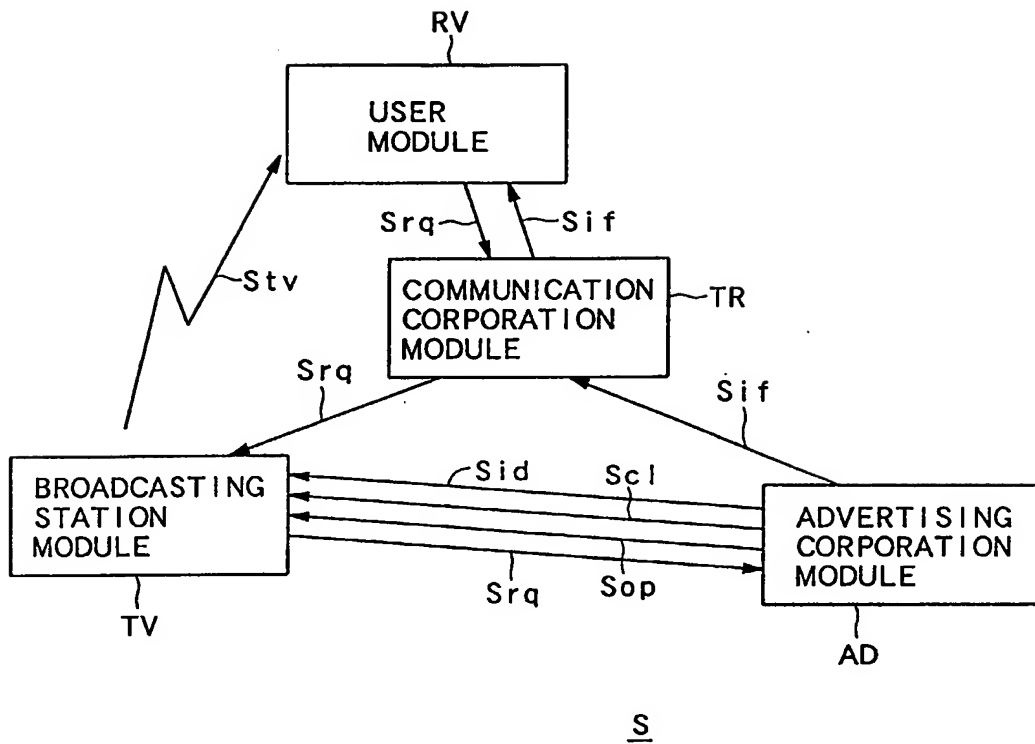 RV
USER
MODULE
Srq
Sif
Stv
COMMUNICATION
CORPORATION
MODULE
TR
Srq
Sif
Sid
Scl
BROADCASTING
STATION
MODULE
ADVERTISING
CORPORATION
MODULE
Srq
Sop
TV
AD
S